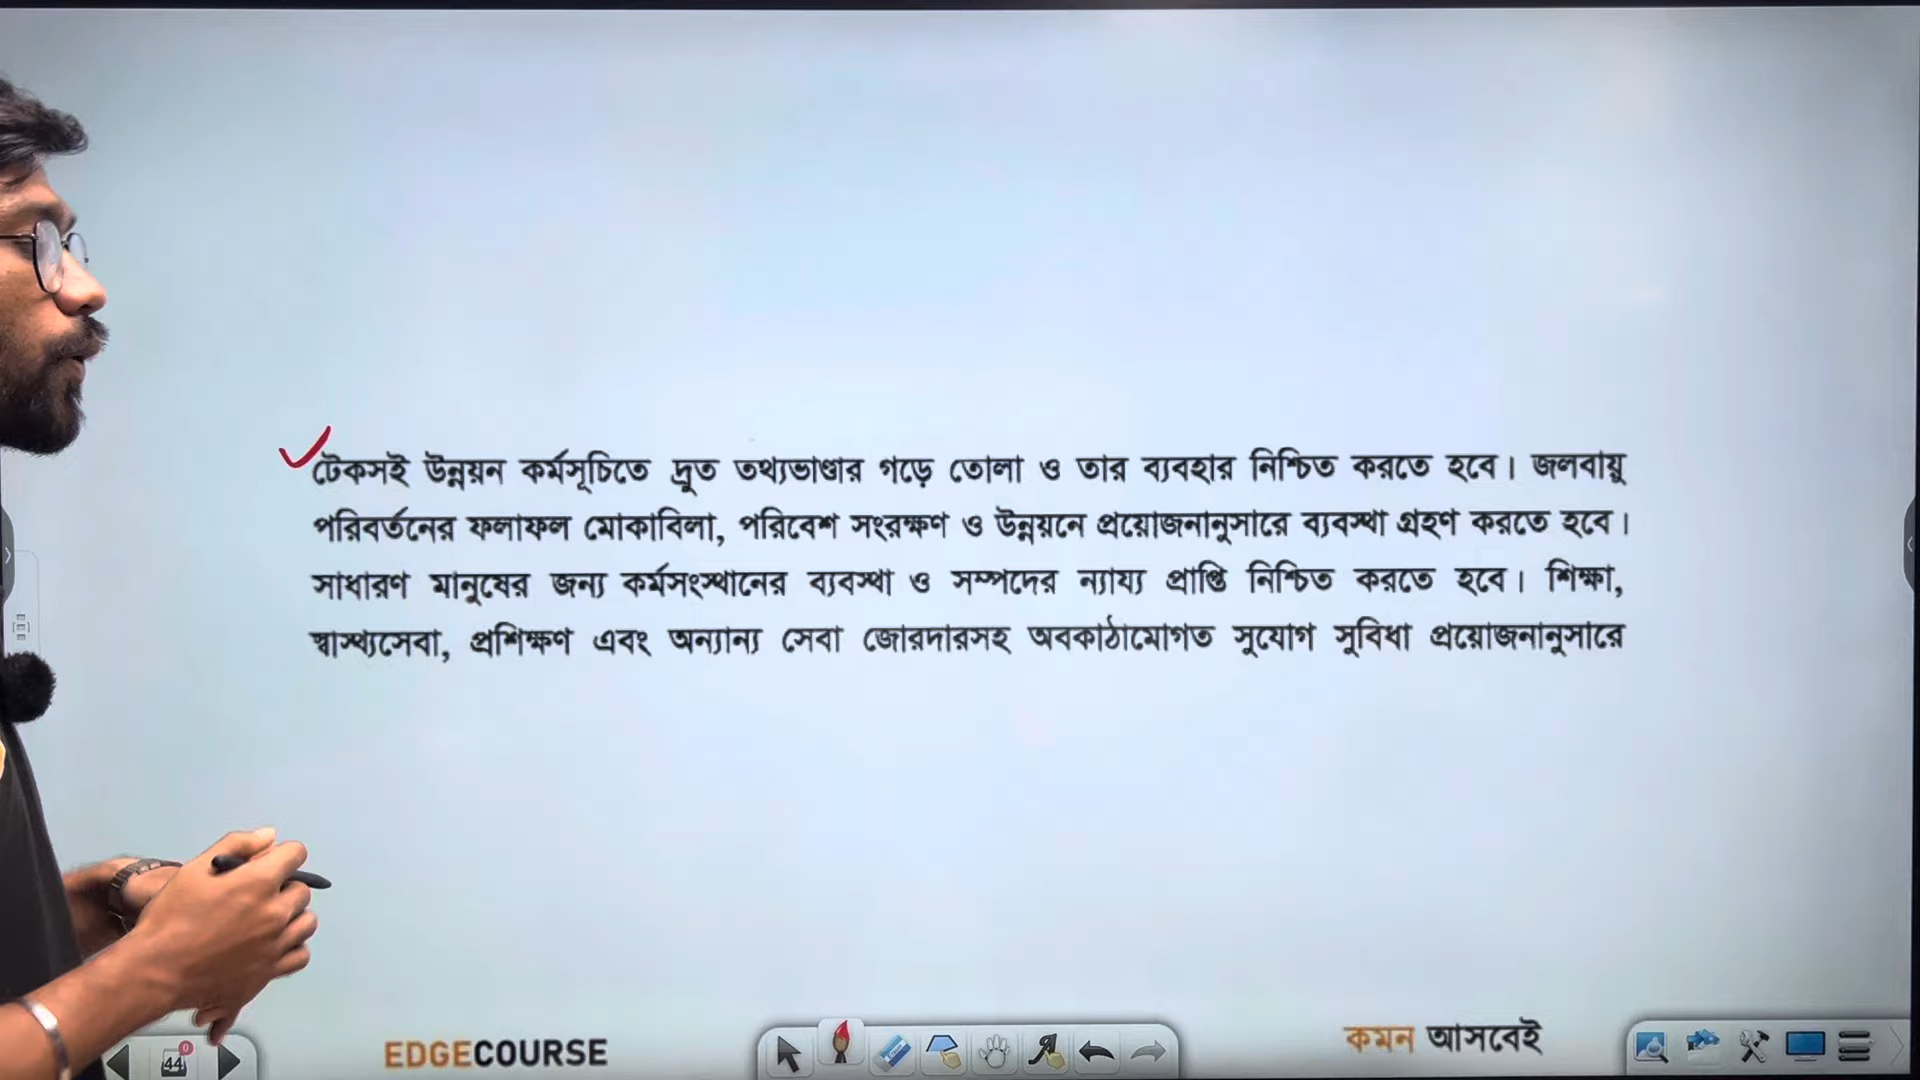 টেকসই উন্নয়ন কর্মসূচিতে দ্রুত তথ্যভাণ্ডার গড়ে তোলা ও তার ব্যবহার নিশ্চিত করতে হবে। জলবায়ু
পরিবর্তনের ফলাফল মোকাবিলা, পরিবেশ সংরক্ষণ ও উন্নয়নে প্রয়োজনানুসারে ব্যবস্থা গ্রহণ করতে হবে।
সাধারণ মানুষের জন্য কর্মসংস্থানের ব্যবস্থা ও সম্পদের ন্যায্য প্রাপ্তি নিশ্চিত করতে হবে। শিক্ষা,
স্বাস্থ্যসেবা, প্রশিক্ষণ এবং অন্যান্য সেবা জোরদারসহ অবকাঠামোগত সুযোগ সুবিধা প্রয়োজনানুসারে
44
0
EDGECOURSE
কমন আসবেই